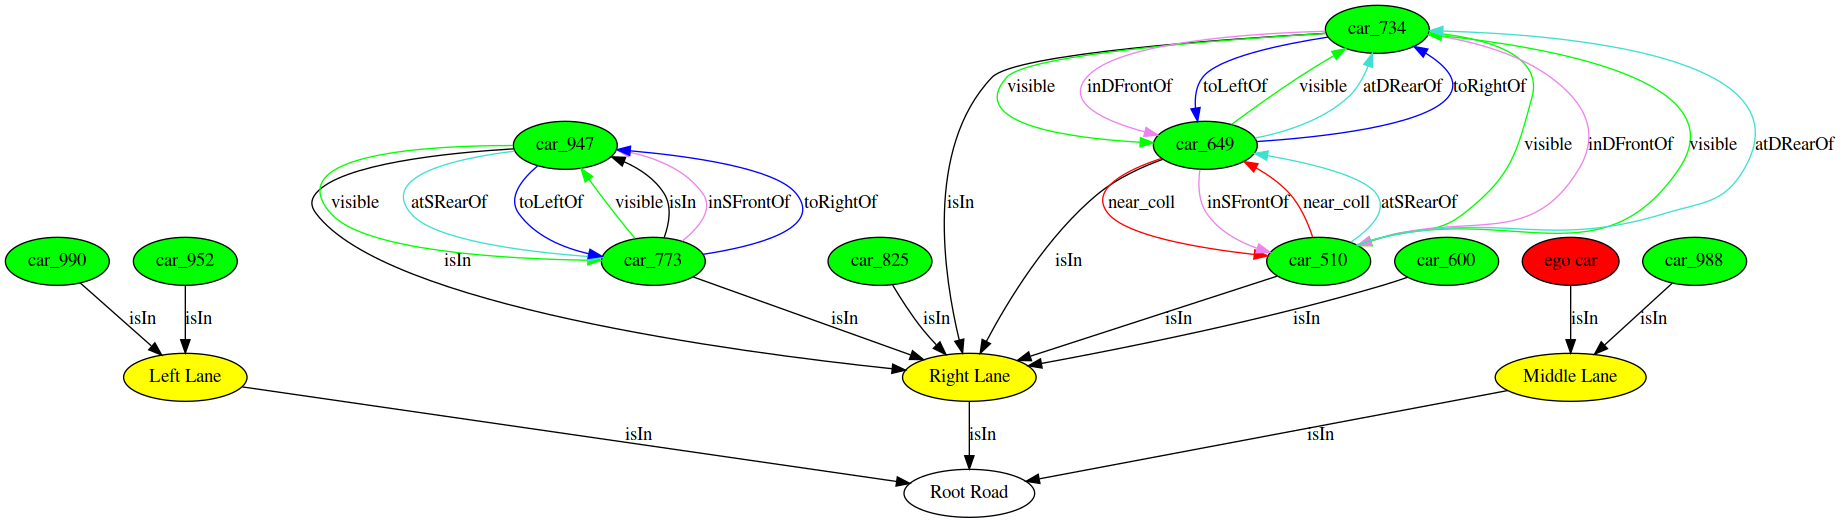 car_734
visible
inDFrontOf
toLeftOf
visible
atDRearOf
toRightOf
car_947
car_649
visible
inDFrontOf
visible
atDRearOf
visible
atSRearOf
toLeftOf
visible
isIn
inSFrontOf
toRightOf
isIn
near_coll
inSFrontOf
near_coll
atSRearOf
car_990
car_952
isIn
car_773
car_825
isIn
car_510
car_600
ego car
car_988
isIn
isIn
isIn
isIn
isIn
isIn
isIn
isIn
Left Lane
Right Lane
Middle Lane
isIn
isIn
isIn
Root Road